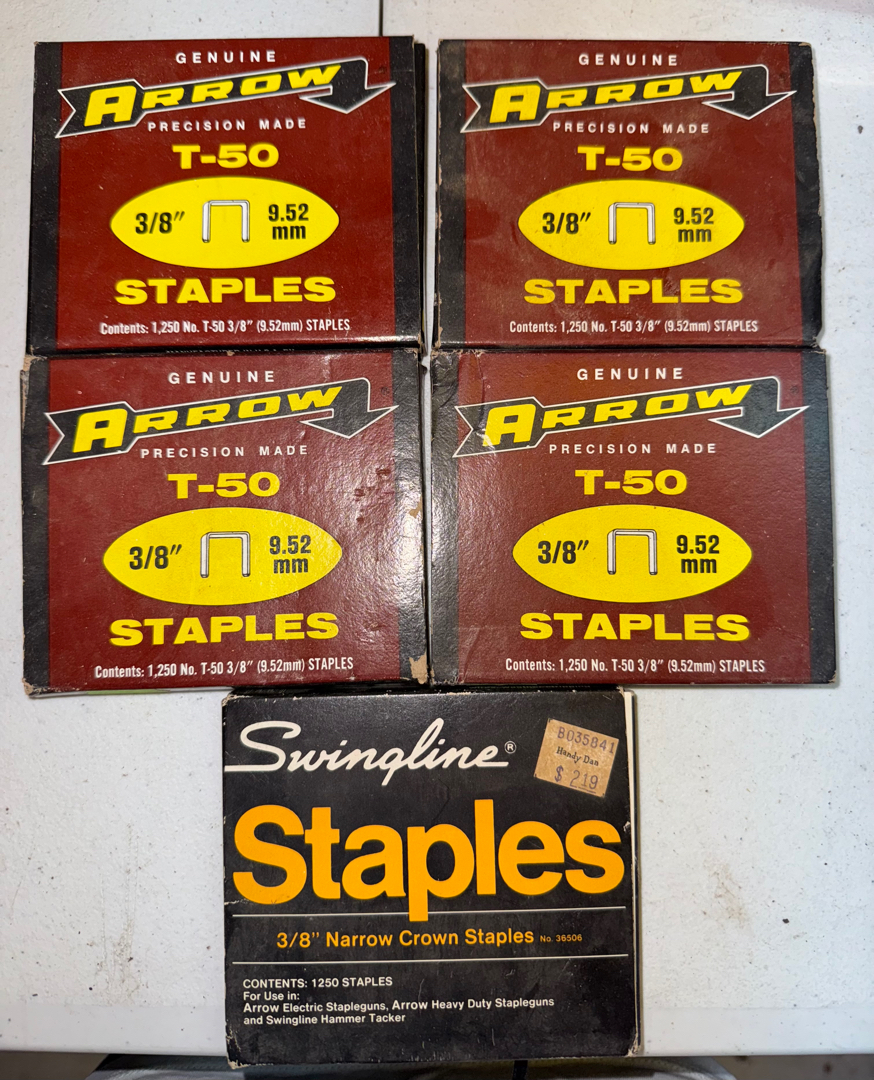 GENUINE
ARROW
PRECISION MADE
T-50
3/8"
9.52
mm
STAPLES
Contents: 1,250 No. T-50 3/8" (9.52mm) STAPLES
GENUINE
ARROW
PRECISION MADE
T-50
3/8"
9.52
mm
STAPLES
Contents: 1,250 No. T-50 3/8" (9.52mm) STAPLES
GENUINE
ARROW
PRECISION MADE
T-50
3/8"
9.52
mm
STAPLES
Contents: 1,250 No. T-50 3/8" (9.52mm) STAPLES
GENUINE
ARROW
PRECISION MADE
T-50
3/8"
9.52
mm
STAPLES
Contents: 1,250 No. T-50 3/8" (9.52mm) STAPLES
Swingline®
8035841
Handy Dan
$ 219
Staples
3/8" Narrow Crown Staples No. 36506
CONTENTS: 1250 STAPLES
For Use in:
Arrow Electric Stapleguns, Arrow Heavy Duty Stapleguns
and Swingline Hammer Tacker